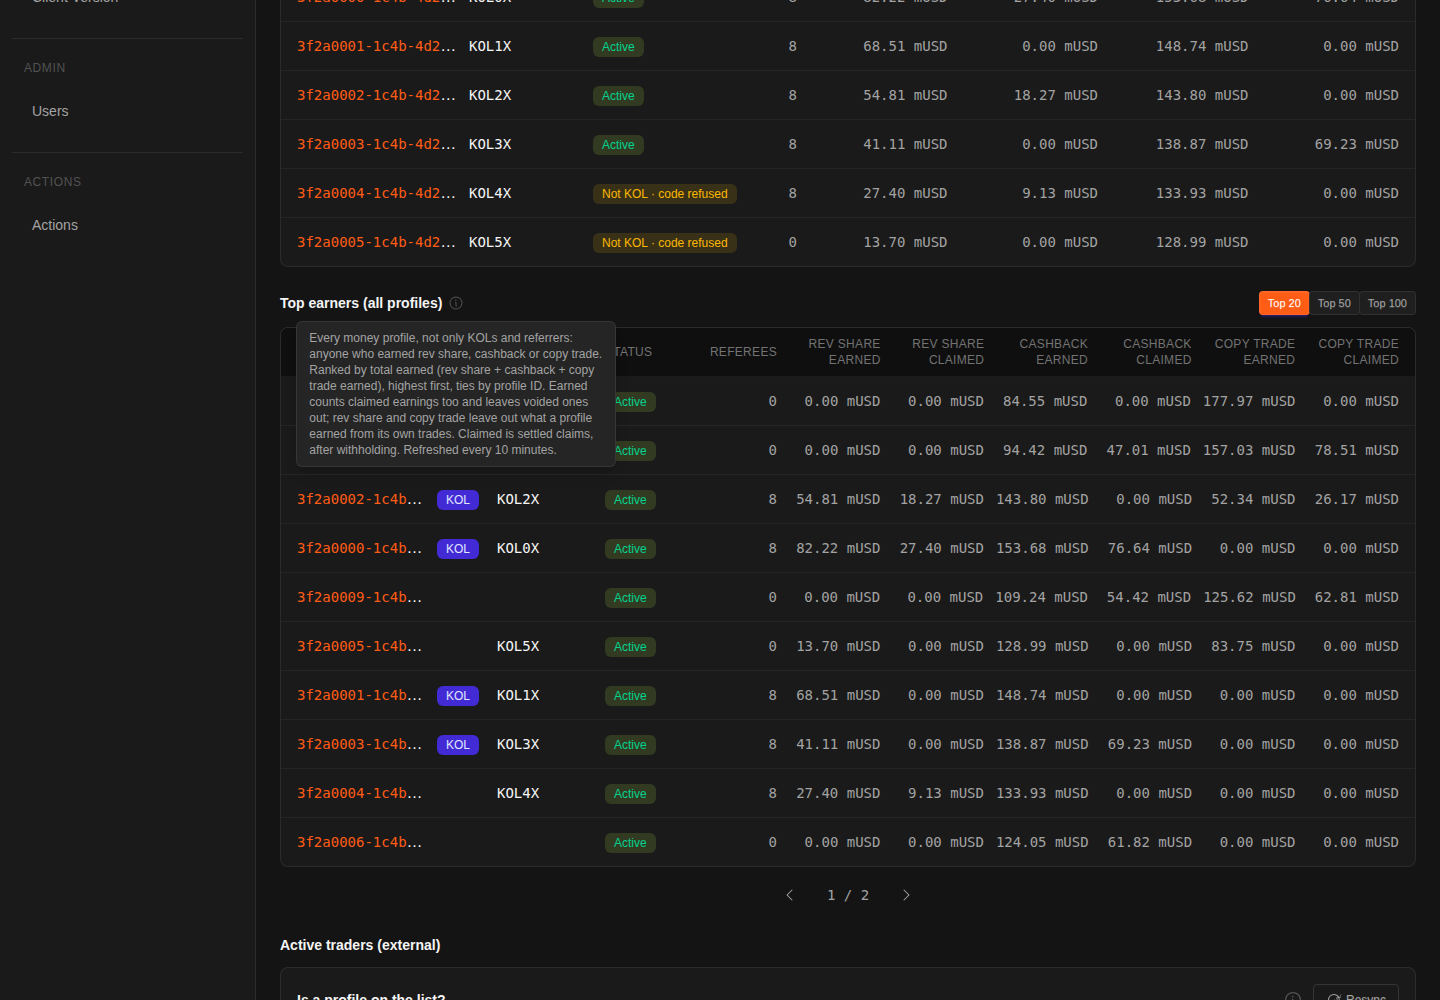 ADMIN
Users
ACTIONS
Actions
3f2a0001-1c4b-4d2... KOL1X Active 8 68.51 mUSD 0.00 mUSD 148.74 mUSD 0.00 mUSD
3f2a0002-1c4b-4d2... KOL2X Active 8 54.81 mUSD 18.27 mUSD 143.80 mUSD 0.00 mUSD
3f2a0003-1c4b-4d2... KOL3X Active 8 41.11 mUSD 0.00 mUSD 138.87 mUSD 69.23 mUSD
3f2a0004-1c4b-4d2... KOL4X Not KOL · code refused 8 27.40 mUSD 9.13 mUSD 133.93 mUSD 0.00 mUSD
3f2a0005-1c4b-4d2... KOL5X Not KOL · code refused 0 13.70 mUSD 0.00 mUSD 128.99 mUSD 0.00 mUSD
Top earners (all profiles) Top 20 Top 50 Top 100
Every money profile, not only KOLs and referrers:
anyone who earned rev share, cashback or copy trade.
Ranked by total earned (rev share + cashback + copy
trade earned), highest first, ties by profile ID. Earned
counts claimed earnings too and leaves voided ones
out; rev share and copy trade leave out what a profile
earned from its own trades. Claimed is settled claims,
after withholding. Refreshed every 10 minutes.
REFEREES REV SHARE EARNED REV SHARE CLAIMED CASHBACK EARNED CASHBACK CLAIMED COPY TRADE EARNED COPY TRADE CLAIMED
Active 0 0.00 mUSD 0.00 mUSD 84.55 mUSD 0.00 mUSD 177.97 mUSD 0.00 mUSD
Active 0 0.00 mUSD 0.00 mUSD 94.42 mUSD 47.01 mUSD 157.03 mUSD 78.51 mUSD
3f2a0002-1c4b... KOL KOL2X Active 8 54.81 mUSD 18.27 mUSD 143.80 mUSD 0.00 mUSD 52.34 mUSD 26.17 mUSD
3f2a0000-1c4b... KOL KOL0X Active 8 82.22 mUSD 27.40 mUSD 153.68 mUSD 76.64 mUSD 0.00 mUSD 0.00 mUSD
3f2a0009-1c4b... Active 0 0.00 mUSD 0.00 mUSD 109.24 mUSD 54.42 mUSD 125.62 mUSD 62.81 mUSD
3f2a0005-1c4b... KOL5X Active 0 13.70 mUSD 0.00 mUSD 128.99 mUSD 0.00 mUSD 83.75 mUSD 0.00 mUSD
3f2a0001-1c4b... KOL KOL1X Active 8 68.51 mUSD 0.00 mUSD 148.74 mUSD 0.00 mUSD 0.00 mUSD 0.00 mUSD
3f2a0003-1c4b... KOL KOL3X Active 8 41.11 mUSD 0.00 mUSD 138.87 mUSD 69.23 mUSD 0.00 mUSD 0.00 mUSD
3f2a0004-1c4b... KOL4X Active 8 27.40 mUSD 9.13 mUSD 133.93 mUSD 0.00 mUSD 0.00 mUSD 0.00 mUSD
3f2a0006-1c4b... Active 0 0.00 mUSD 0.00 mUSD 124.05 mUSD 61.82 mUSD 0.00 mUSD 0.00 mUSD
1 / 2
Active traders (external)
Is a profile on the list? Resync